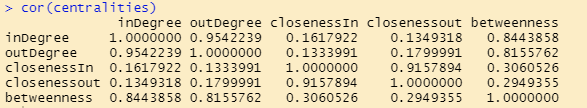 > cor(centralities)
inDegree outDegree closenessIn closenessout betweenness
inDegree 1.0000000 0.9542239 0.1617922 0.1349318 0.8443858
outDegree 0.9542239 1.0000000 0.1333991 0.1799991 0.8155762
closenessIn 0.1617922 0.1333991 1.0000000 0.9157894 0.3060526
closenessout 0.1349318 0.1799991 0.9157894 1.0000000 0.2949355
betweenness 0.8443858 0.8155762 0.3060526 0.2949355 1.0000000